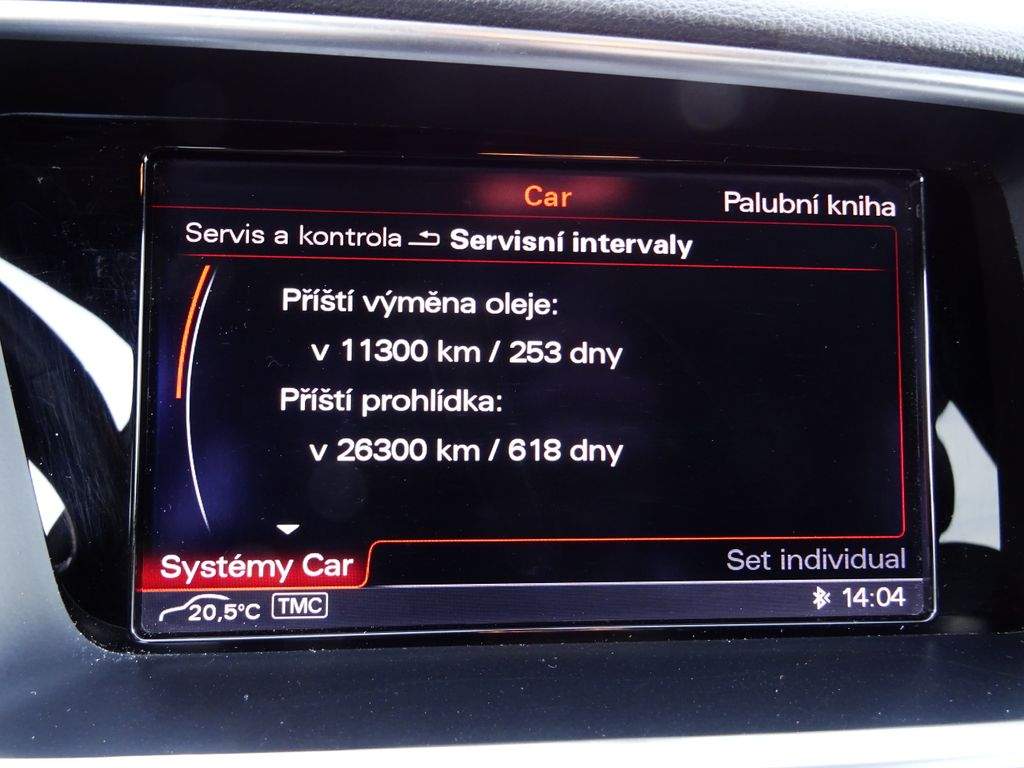 Car
Palubní kniha
Servis a kontrola Servisní intervaly
Příští výměna oleje:
v 11300 km / 253 dny
Příští prohlídka:
v 26300 km / 618 dny
Systémy Car
Set individual
20,5°C TMC 14:04